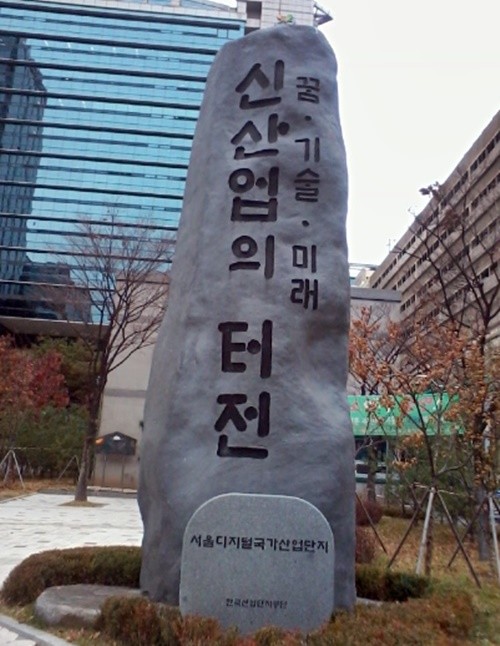 꿈·기술·미래
신산업의 터전
서울디지털국가산업단지
한국산업단지공단